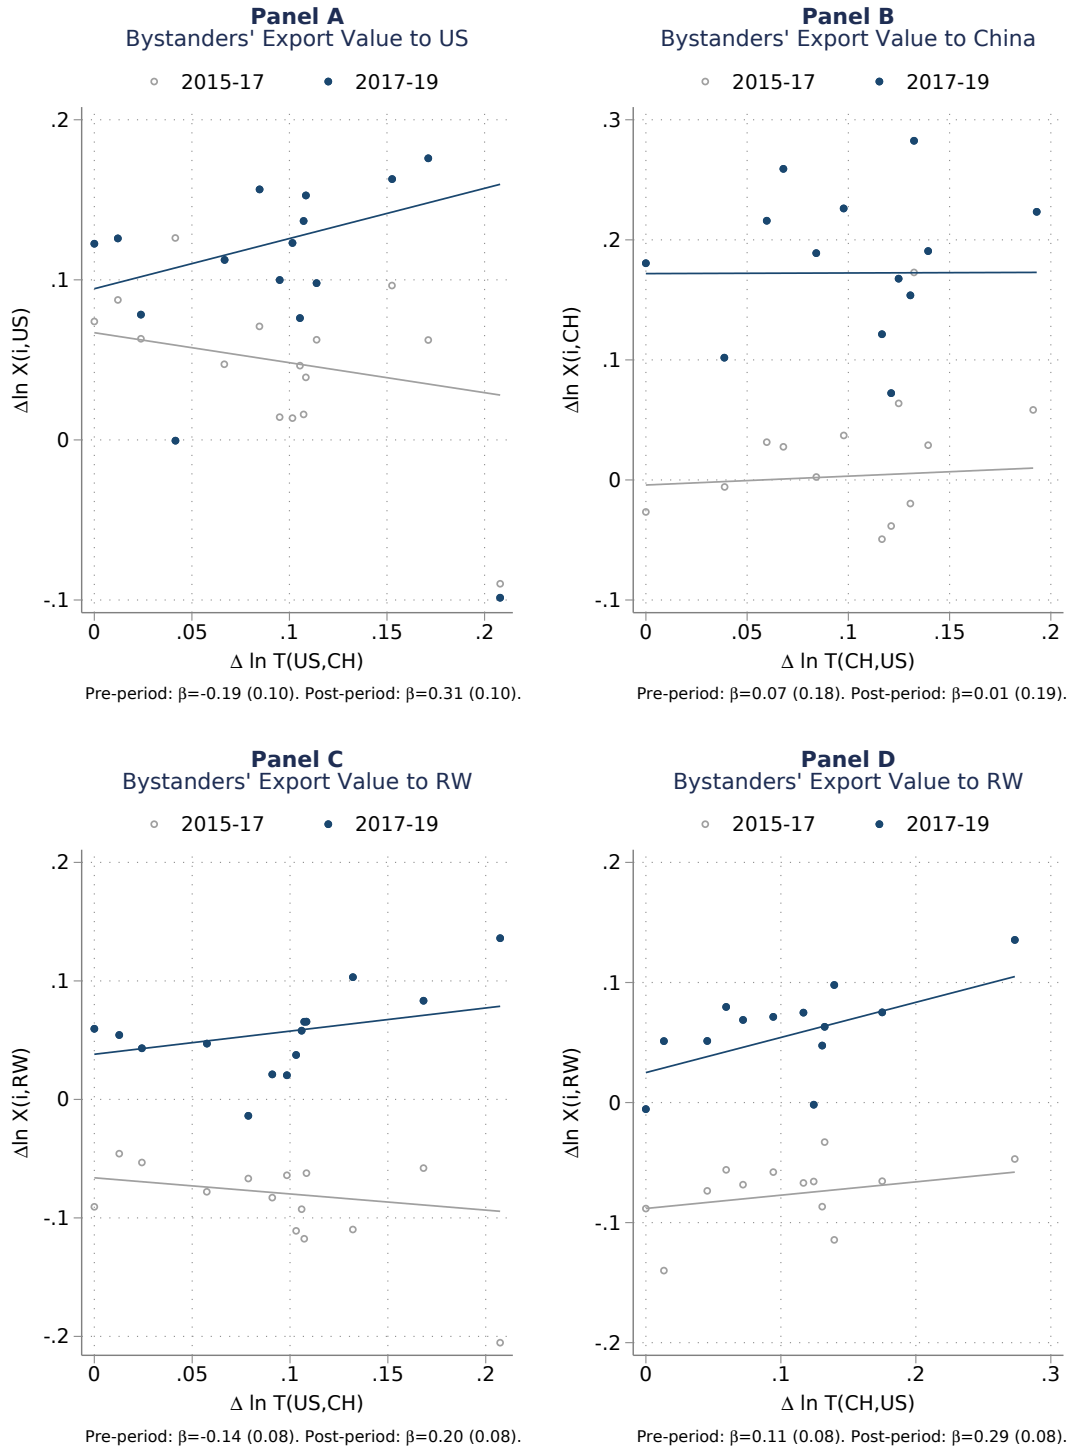 Panel A
Bystanders' Export Value to US
2015-17 2017-19
.2
.1
0
-.1
Δln X(i,US)
0 .05 .1 .15 .2
Δ ln T(US,CH)
Pre-period: β=-0.19 (0.10). Post-period: β=0.31 (0.10).
Panel B
Bystanders' Export Value to China
2015-17 2017-19
.3
.2
.1
0
-.1
Δln X(i,CH)
0 .05 .1 .15 .2
Δ ln T(CH,US)
Pre-period: β=0.07 (0.18). Post-period: β=0.01 (0.19).
Panel C
Bystanders' Export Value to RW
2015-17 2017-19
.2
.1
0
-.1
-.2
Δln X(i,RW)
0 .05 .1 .15 .2
Δ ln T(US,CH)
Pre-period: β=-0.14 (0.08). Post-period: β=0.20 (0.08).
Panel D
Bystanders' Export Value to RW
2015-17 2017-19
.2
.1
0
-.1
-.2
Δln X(i,RW)
0 .1 .2 .3
Δ ln T(CH,US)
Pre-period: β=0.11 (0.08). Post-period: β=0.29 (0.08).